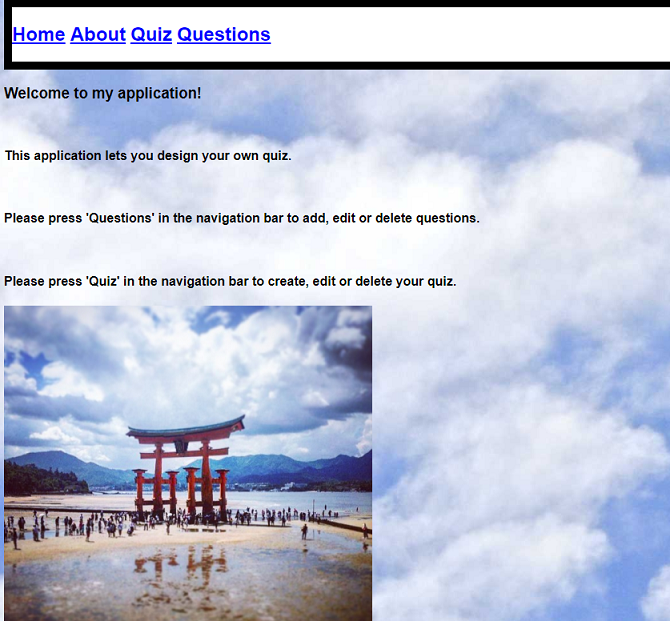 Home About Quiz Questions
Welcome to my application!
This application lets you design your own quiz.
Please press 'Questions' in the navigation bar to add, edit or delete questions.
Please press 'Quiz' in the navigation bar to create, edit or delete your quiz.